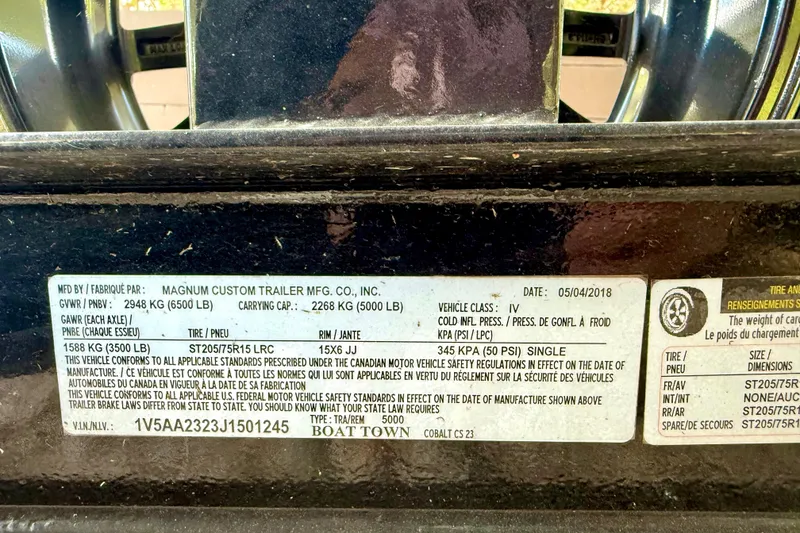 MFD BY / FABRIQUÉ PAR : MAGNUM CUSTOM TRAILER MFG. CO., INC. DATE : 05/04/2018
GVWR / PNBV : 2948 KG (6500 LB) CARRYING CAP.: 2268 KG (5000 LB) VEHICLE CLASS : IV
GAWR (EACH AXLE) / COLD INFL. PRESS. / PRESS. DE GONFL. À FROID
PNBE (CHAQUE ESSIEU) TIRE / PNEU RIM / JANTE KPA (PSI / LPC)
1588 KG (3500 LB) ST205/75R15 LRC 15X6 JJ 345 KPA (50 PSI) SINGLE
THIS VEHICLE CONFORMS TO ALL APPLICABLE STANDARDS PRESCRIBED UNDER THE CANADIAN MOTOR VEHICLE SAFETY REGULATIONS IN EFFECT ON THE DATE OF
MANUFACTURE. / CE VÉHICULE EST CONFORME À TOUTES LES NORMES QUI LUI SONT APPLICABLES EN VERTU DU RÈGLEMENT SUR LA SÉCURITÉ DES VÉHICULES
AUTOMOBILES DU CANADA EN VIGUEUR À LA DATE DE SA FABRICATION
THIS VEHICLE CONFORMS TO ALL APPLICABLE U.S. FEDERAL MOTOR VEHICLE SAFETY STANDARDS IN EFFECT ON THE DATE OF MANUFACTURE SHOWN ABOVE
TRAILER BRAKE LAWS DIFFER FROM STATE TO STATE. YOU SHOULD KNOW WHAT YOUR STATE LAW REQUIRES
TYPE : TRA/REM 5000
V.I.N./N.I.V.: 1V5AA2323J1501245 BOAT TOWN COBALT CS 23
TIRE AN
RENSEIGNEMENTS S
The weight of car
Le poids du chargement
TIRE / SIZE /
PNEU DIMENSIONS
FR/AV ST205/75R
INT/INT NONE/AUC
RR/AR ST205/75R1
SPARE/DE SECOURS ST205/75R1